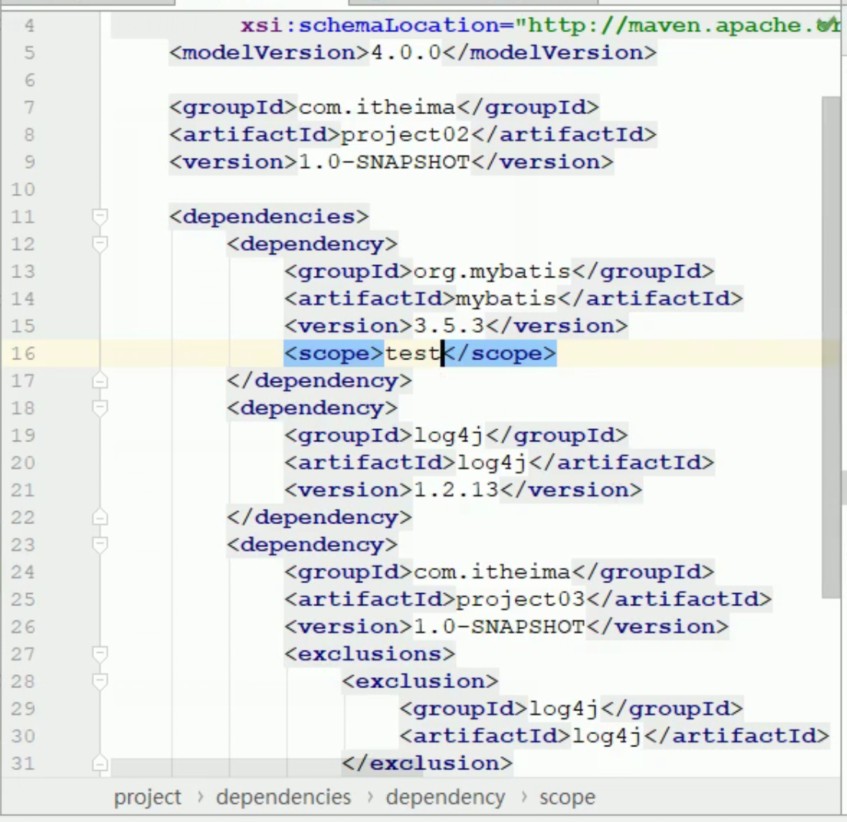 4 xsi:schemaLocation="http://maven.apache.
5 <modelVersion>4.0.0</modelVersion>
6
7 <groupId>com.itheima</groupId>
8 <artifactId>project02</artifactId>
9 <version>1.0-SNAPSHOT</version>
10
11 <dependencies>
12 <dependency>
13 <groupId>org.mybatis</groupId>
14 <artifactId>mybatis</artifactId>
15 <version>3.5.3</version>
16 <scope>test</scope>
17 </dependency>
18 <dependency>
19 <groupId>log4j</groupId>
20 <artifactId>log4j</artifactId>
21 <version>1.2.13</version>
22 </dependency>
23 <dependency>
24 <groupId>com.itheima</groupId>
25 <artifactId>project03</artifactId>
26 <version>1.0-SNAPSHOT</version>
27 <exclusions>
28 <exclusion>
29 <groupId>log4j</groupId>
30 <artifactId>log4j</artifactId>
31 </exclusion>
project › dependencies › dependency › scope